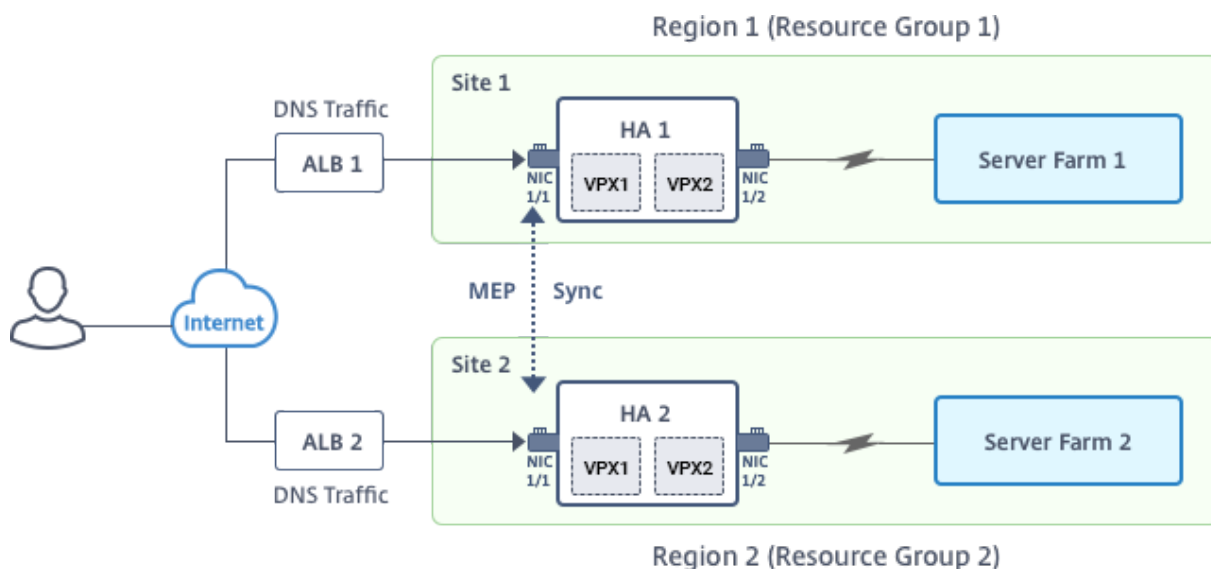 Region 1 (Resource Group 1)
Site 1
DNS Traffic
ALB 1
HA 1
VPX1
VPX2
NIC
1/1
NIC
1/2
Server Farm 1
MEP
Sync
Internet
Site 2
ALB 2
DNS Traffic
HA 2
VPX1
VPX2
NIC
1/1
NIC
1/2
Server Farm 2
Region 2 (Resource Group 2)